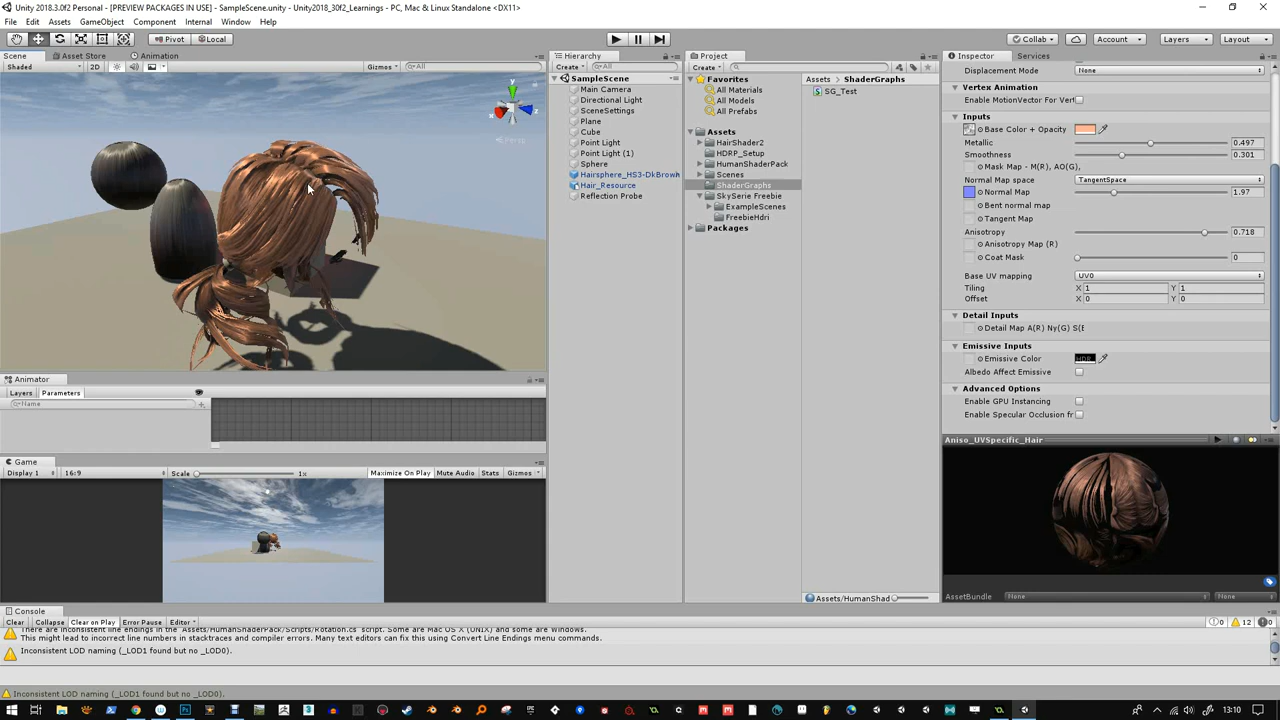 Unity 2018.3.0f2 Personal - [PREVIEW PACKAGES IN USE] - SampleScene.unity - Unity2018_30f2_Learnings - PC, Mac & Linux Standalone <DX11>
File Edit Assets GameObject Component Internal Window Help
Pivot Local Collab Account Layers Layout
Scene Asset Store Animation
Shaded 2D Gizmos All
y
x
z
Persp
Animator
Layers Parameters
Name
Game
Display 1 16:9 Scale 1x Maximize On Play Mute Audio Stats Gizmos
Hierarchy
Create All
SampleScene
Main Camera
Directional Light
SceneSettings
Plane
Cube
Point Light
Point Light (1)
Sphere
Hairsphere_HS3-DkBrown
Hair_Resource
Reflection Probe
Project
Create
Favorites
All Materials
All Models
All Prefabs
Assets
HairShader2
HDRP_Setup
HumanShaderPack
Scenes
ShaderGraphs
SkySerie Freebie
ExampleScenes
FreebieHdri
Packages
Assets ShaderGraphs
SG_Test
Assets/HumanShad
Inspector Services
Displacement Mode None
Vertex Animation
Enable MotionVector For Vert
Inputs
Base Color + Opacity
Metallic 0.497
Smoothness 0.301
Mask Map - M(R), AO(G),
Normal Map space TangentSpace
Normal Map 1.97
Bent normal map
Tangent Map
Anisotropy 0.718
Anisotropy Map (R)
Coat Mask 0
Base UV mapping UV0
Tiling X 1 Y 1
Offset X 0 Y 0
Detail Inputs
Detail Map A(R) Ny(G) S(B
Emissive Inputs
Emissive Color HDR
Albedo Affect Emissive
Advanced Options
Enable GPU Instancing
Enable Specular Occlusion fr
Aniso_UVSpecific_Hair
AssetBundle None None
Console
Clear Collapse Clear on Play Error Pause Editor 0 12 0
There are inconsistent line endings in the 'Assets/HumanShaderPack/Scripts/Rotation.cs' script. Some are Mac OS X (UNIX) and some are Windows.
This might lead to incorrect line numbers in stacktraces and compiler errors. Many text editors can fix this using Convert Line Endings menu commands.
Inconsistent LOD naming (_LOD1 found but no _LOD0).
Inconsistent LOD naming (_LOD1 found but no _LOD0).
13:10